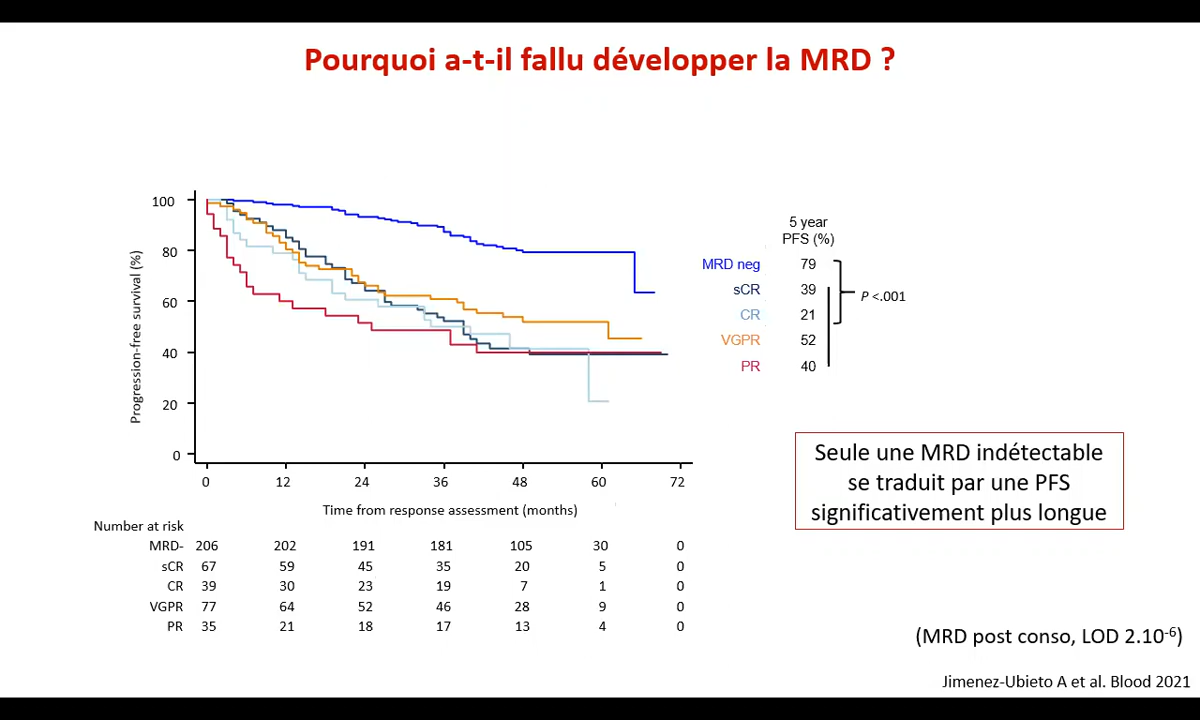 Pourquoi a-t-il fallu développer la MRD ?
100
80
60
40
20
0
Progression-free survival (%)
0 12 24 36 48 60 72
Time from response assessment (months)
5 year
PFS (%)
MRD neg 79
sCR 39
CR 21
VGPR 52
PR 40
P <.001
Seule une MRD indétectable
se traduit par une PFS
significativement plus longue
Number at risk
MRD- 206 202 191 181 105 30 0
sCR 67 59 45 35 20 5 0
CR 39 30 23 19 7 1 0
VGPR 77 64 52 46 28 9 0
PR 35 21 18 17 13 4 0
(MRD post conso, LOD 2.10⁻⁶)
Jimenez-Ubieto A et al. Blood 2021